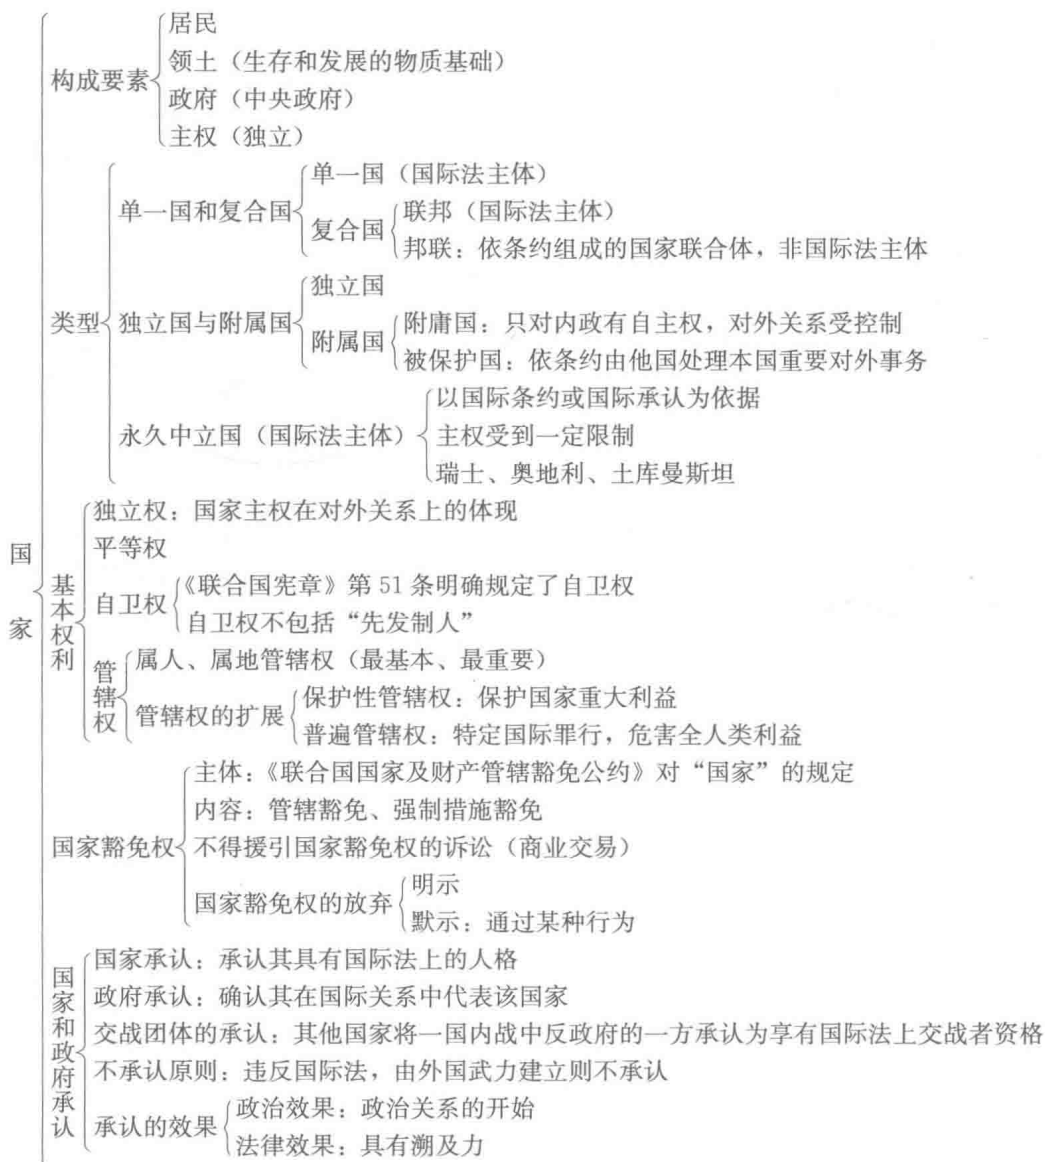 国家
构成要素
居民
领土（生存和发展的物质基础）
政府（中央政府）
主权（独立）
类型
单一国和复合国
单一国（国际法主体）
复合国
联邦（国际法主体）
邦联：依条约组成的国家联合体，非国际法主体
独立国与附属国
独立国
附属国
附庸国：只对内政有自主权，对外关系受控制
被保护国：依条约由他国处理本国重要对外事务
永久中立国（国际法主体）
以国际条约或国际承认为依据
主权受到一定限制
瑞士、奥地利、土库曼斯坦
基本权利
独立权：国家主权在对外关系上的体现
平等权
自卫权
《联合国宪章》第 51 条明确规定了自卫权
自卫权不包括“先发制人”
管辖权
属人、属地管辖权（最基本、最重要）
管辖权的扩展
保护性管辖权：保护国家重大利益
普遍管辖权：特定国际罪行，危害全人类利益
国家豁免权
主体：《联合国国家及财产管辖豁免公约》对“国家”的规定
内容：管辖豁免、强制措施豁免
不得援引国家豁免权的诉讼（商业交易）
国家豁免权的放弃
明示
默示：通过某种行为
国家和政府承认
国家承认：承认其具有国际法上的人格
政府承认：确认其在国际关系中代表该国家
交战团体的承认：其他国家将一国内战中反政府的一方承认为享有国际法上交战者资格
不承认原则：违反国际法，由外国武力建立则不承认
承认的效果
政治效果：政治关系的开始
法律效果：具有溯及力